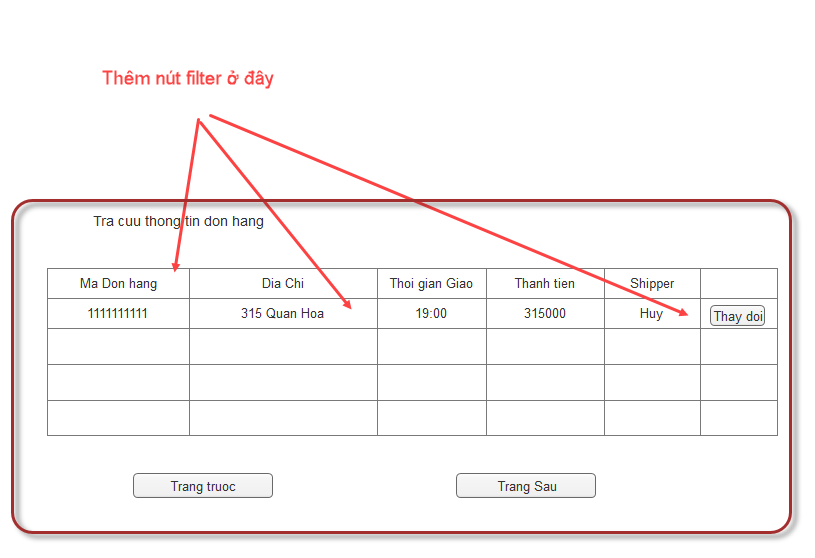 Thêm nút filter ở đây
Tra cuu thong tin don hang
Ma Don hang Dia Chi Thoi gian Giao Thanh tien Shipper
1111111111 315 Quan Hoa 19:00 315000 Huy Thay doi
Trang truoc Trang Sau